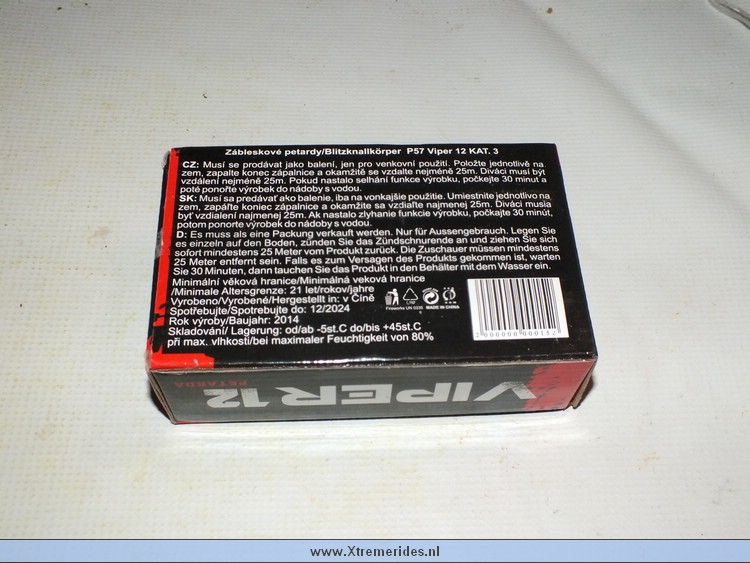 Zábleskové petardy/Blitzknallkörper P57 Viper 12 KAT. 3
CZ: Musí se prodávat jako balení, jen pro venkovní použití. Položte jednotlivě na
zem, zapalte konec zápalnice a okamžitě se vzdalte nejméně 25m. Diváci musí být
vzdálení nejméně 25m. Pokud nastalo selhání funkce výrobku, počkejte 30 minut a
poté ponořte výrobek do nádoby s vodou.
SK: Musí sa predávať ako balenie, iba na vonkajšie použitie. Umiestnite jednotlivo na
zem, zapáľte koniec zápalnice a okamžite sa vzdiaľte najmenej 25m. Diváci musia
byť vzdialení najmenej 25m. Ak nastalo zlyhanie funkcie výrobku, počkajte 30 minút,
potom ponorte výrobok do nádoby s vodou.
D: Es muss als eine Packung verkauft werden. Nur für Aussengebrauch. Legen Sie
es einzeln auf den Boden, zünden Sie das Zündschnurende an und ziehen Sie sich
sofort mindestens 25 Meter vom Produkt zurück. Die Zuschauer müssen mindestens
25 Meter entfernt sein. Falls es zum Versagen des Produkts gekommen ist, warten
Sie 30 Minuten, dann tauchen Sie das Produkt in den Behälter mit dem Wasser ein.
Minimální věková hranice/Minimálná veková hranice
/Minimale Altersgrenze: 21 let/rokov/jahre
Vyrobeno/Vyrobené/Hergestellt in: v Číně
Spotřebujte/Spotrebujte do: 12/2024
Rok výroby/Baujahr: 2014
Skladování/ Lagerung: od/ab -5st.C do/bis +45st.C
při max. vlhkosti/bei maximaler Feuchtigkeit von 80%
Fireworks UN 0336 MADE IN CHINA
2 000000 000152
VIPER 12
PETARDA
www.Xtremerides.nl